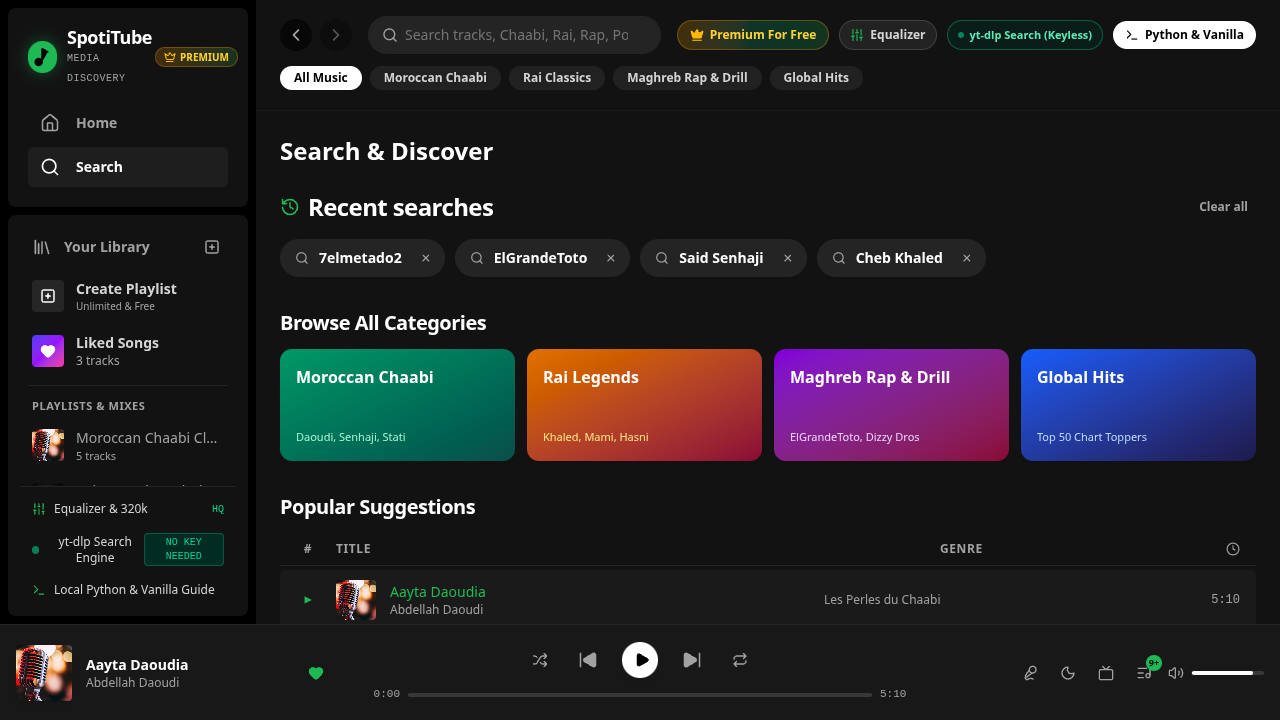 SpotiTube
MEDIA DISCOVERY
PREMIUM
Home
Search
Your Library
Create Playlist
Unlimited & Free
Liked Songs
3 tracks
PLAYLISTS & MIXES
Moroccan Chaabi Cl...
5 tracks
Equalizer & 320k
HQ
yt-dlp Search Engine
NO KEY NEEDED
Local Python & Vanilla Guide
Search tracks, Chaabi, Rai, Rap, Po
Premium For Free
Equalizer
yt-dlp Search (Keyless)
Python & Vanilla
All Music
Moroccan Chaabi
Rai Classics
Maghreb Rap & Drill
Global Hits
Search & Discover
Recent searches
Clear all
7elmetado2 ×
ElGrandeToto ×
Said Senhaji ×
Cheb Khaled ×
Browse All Categories
Moroccan Chaabi
Daoudi, Senhaji, Stati
Rai Legends
Khaled, Mami, Hasni
Maghreb Rap & Drill
ElGrandeToto, Dizzy Dros
Global Hits
Top 50 Chart Toppers
Popular Suggestions
# TITLE GENRE
Aayta Daoudia
Abdellah Daoudi
Les Perles du Chaabi
5:10
Aayta Daoudia
Abdellah Daoudi
0:00
5:10
9+